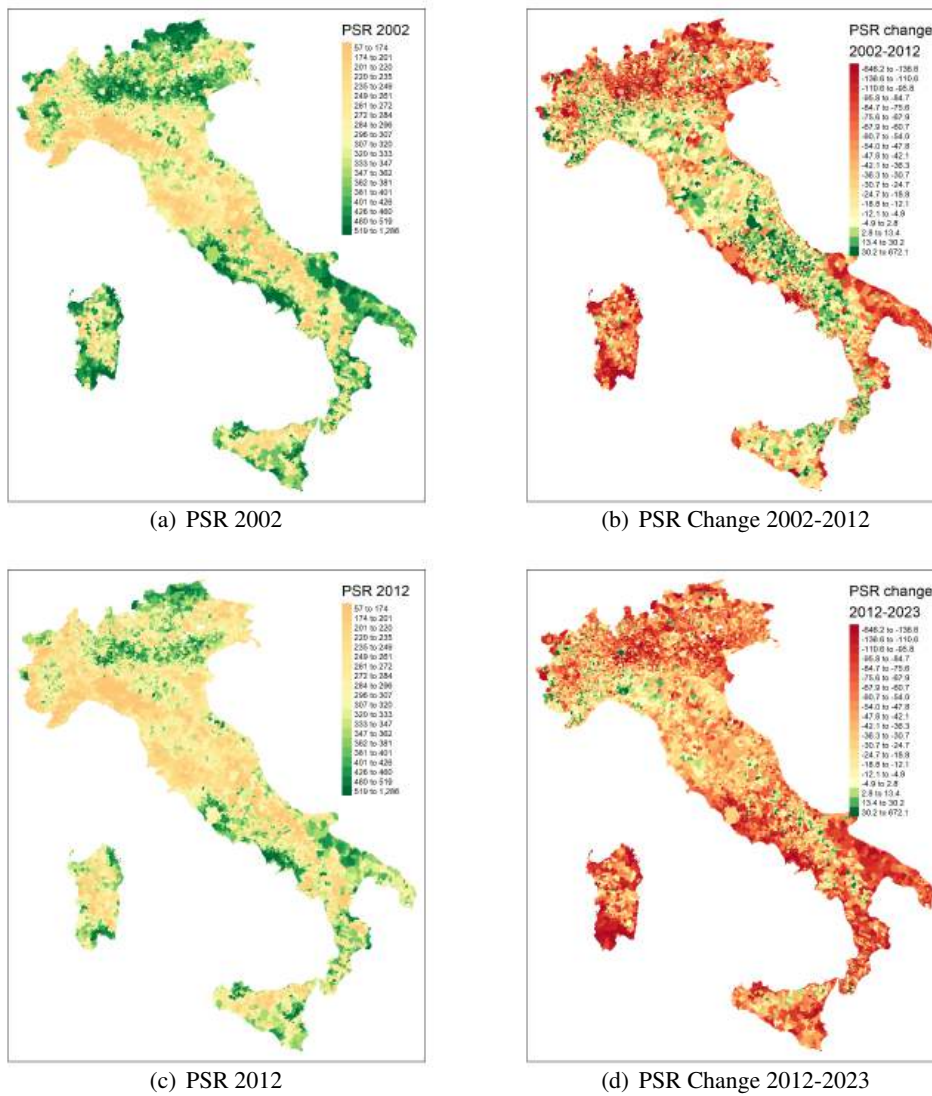 PSR 2002
57 to 174
174 to 201
201 to 220
220 to 235
235 to 249
249 to 261
261 to 272
272 to 284
284 to 296
296 to 307
307 to 320
320 to 333
333 to 347
347 to 362
362 to 381
381 to 401
401 to 426
426 to 460
460 to 519
519 to 1,286
(a) PSR 2002
PSR change
2002-2012
-646.2 to -136.6
-136.6 to -110.6
-110.6 to -95.8
-95.8 to -84.7
-84.7 to -75.6
-75.6 to -67.9
-67.9 to -60.7
-60.7 to -54.0
-54.0 to -47.8
-47.8 to -42.1
-42.1 to -36.3
-36.3 to -30.7
-30.7 to -24.7
-24.7 to -18.8
-18.8 to -12.1
-12.1 to -4.9
-4.9 to 2.8
2.8 to 13.4
13.4 to 30.2
30.2 to 672.1
(b) PSR Change 2002-2012
PSR 2012
57 to 174
174 to 201
201 to 220
220 to 235
235 to 249
249 to 261
261 to 272
272 to 284
284 to 296
296 to 307
307 to 320
320 to 333
333 to 347
347 to 362
362 to 381
381 to 401
401 to 426
426 to 460
460 to 519
519 to 1,286
(c) PSR 2012
PSR change
2012-2023
-646.2 to -136.6
-136.6 to -110.6
-110.6 to -95.8
-95.8 to -84.7
-84.7 to -75.6
-75.6 to -67.9
-67.9 to -60.7
-60.7 to -54.0
-54.0 to -47.8
-47.8 to -42.1
-42.1 to -36.3
-36.3 to -30.7
-30.7 to -24.7
-24.7 to -18.8
-18.8 to -12.1
-12.1 to -4.9
-4.9 to 2.8
2.8 to 13.4
13.4 to 30.2
30.2 to 672.1
(d) PSR Change 2012-2023